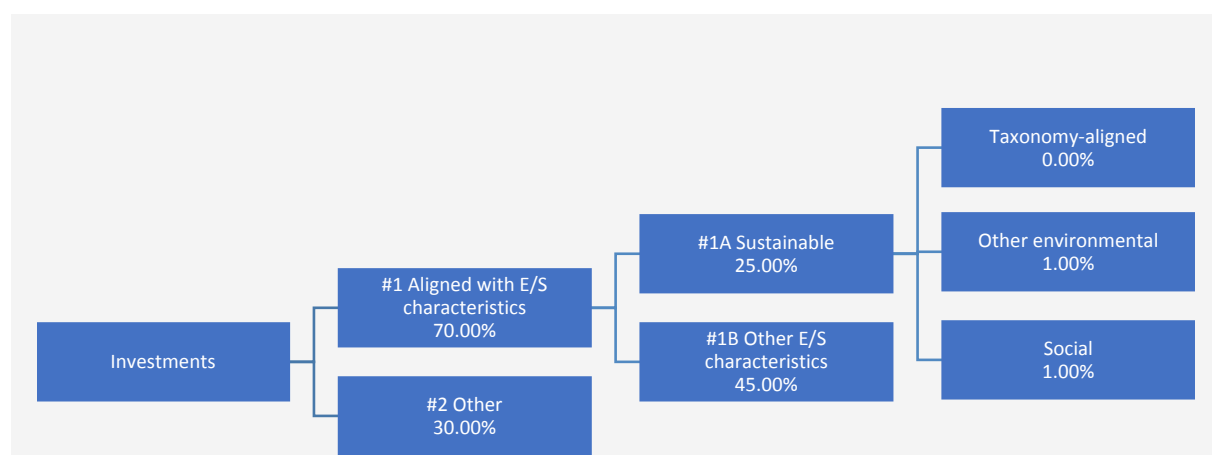 Investments
#1 Aligned with E/S
characteristics
70.00%
#2 Other
30.00%
#1A Sustainable
25.00%
#1B Other E/S
characteristics
45.00%
Taxonomy-aligned
0.00%
Other environmental
1.00%
Social
1.00%